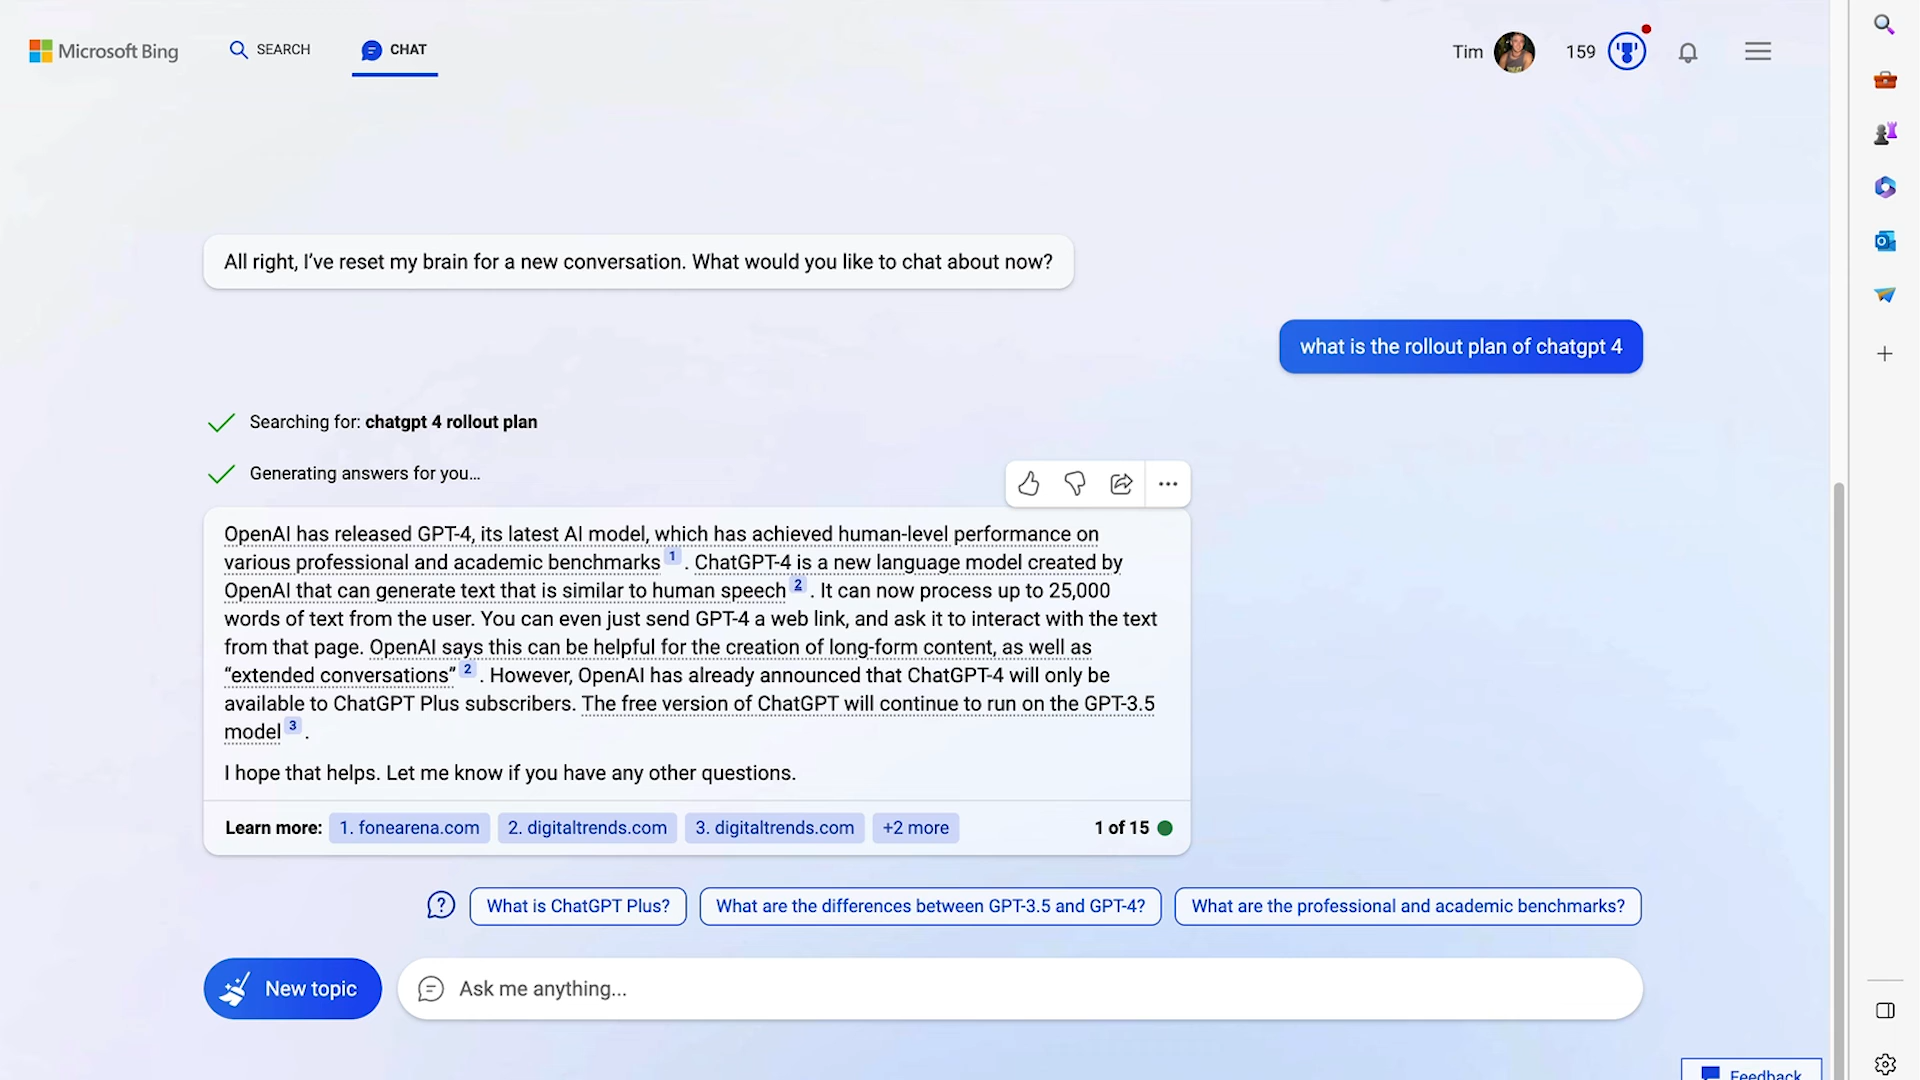 Microsoft Bing
SEARCH
CHAT
Tim
159
All right, I've reset my brain for a new conversation. What would you like to chat about now?
what is the rollout plan of chatgpt 4
Searching for: chatgpt 4 rollout plan
Generating answers for you...
OpenAI has released GPT-4, its latest AI model, which has achieved human-level performance on
various professional and academic benchmarks 1 . ChatGPT-4 is a new language model created by
OpenAI that can generate text that is similar to human speech 2 . It can now process up to 25,000
words of text from the user. You can even just send GPT-4 a web link, and ask it to interact with the text
from that page. OpenAI says this can be helpful for the creation of long-form content, as well as
“extended conversations” 2 . However, OpenAI has already announced that ChatGPT-4 will only be
available to ChatGPT Plus subscribers. The free version of ChatGPT will continue to run on the GPT-3.5
model 3 .
I hope that helps. Let me know if you have any other questions.
Learn more: 1. fonearena.com 2. digitaltrends.com 3. digitaltrends.com +2 more 1 of 15
What is ChatGPT Plus? What are the differences between GPT-3.5 and GPT-4? What are the professional and academic benchmarks?
New topic
Ask me anything...
Feedback